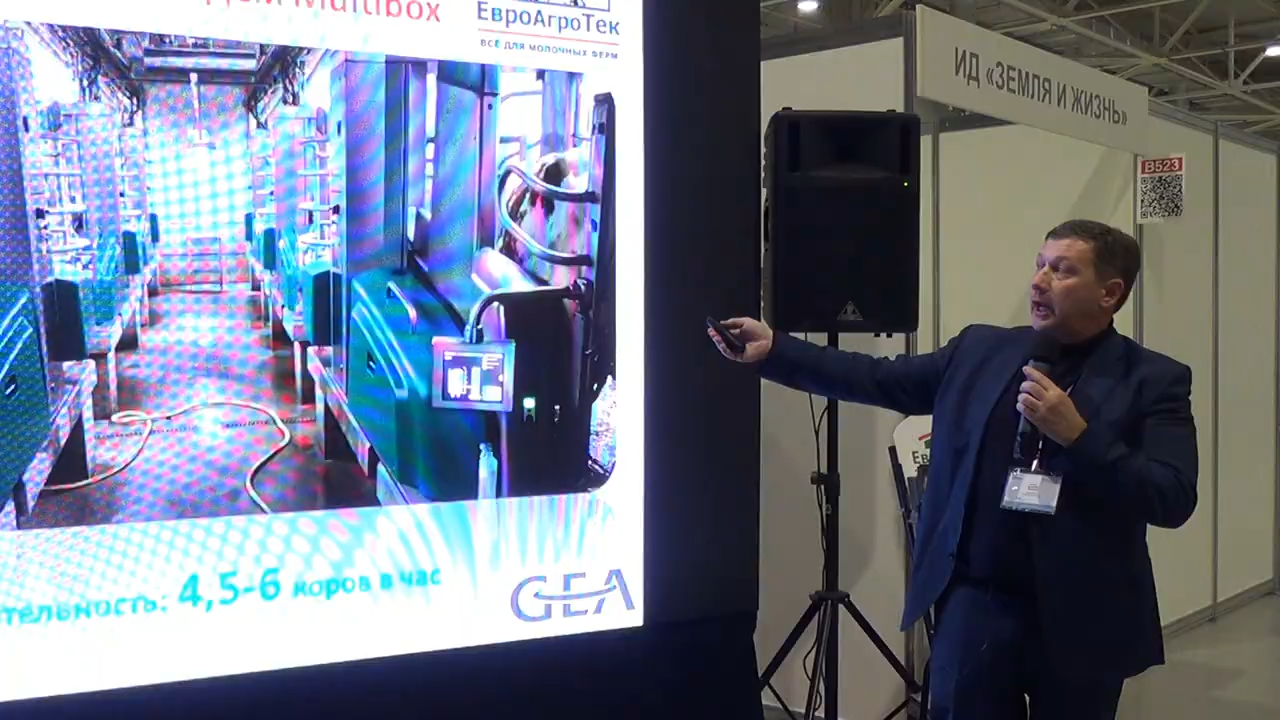 Multibox
ЕвроАгроТек
ВСЁ ДЛЯ МОЛОЧНЫХ ФЕРМ
тельность: 4,5-6 коров в час
GEA
ИД «ЗЕМЛЯ И ЖИЗНЬ»
B523